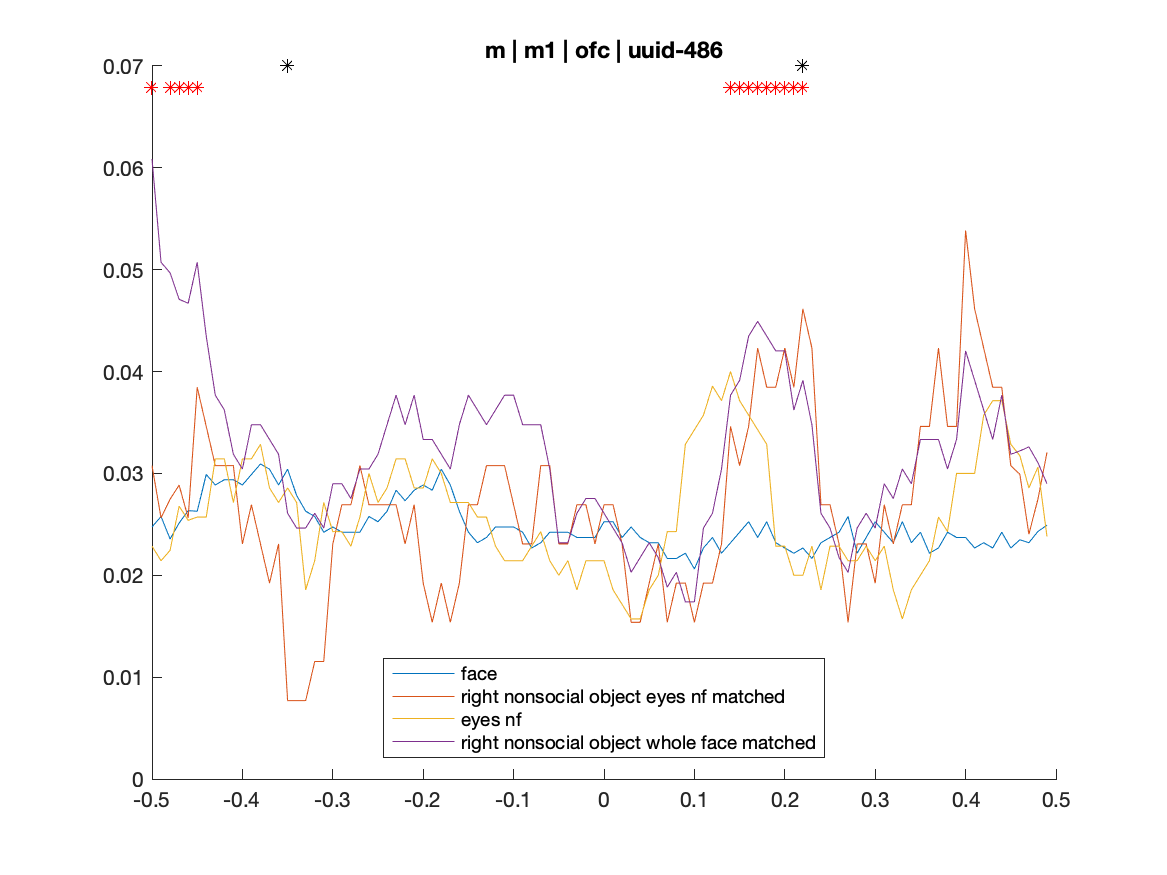 m | m1 | ofc | uuid-486
0.07
0.06
0.05
0.04
0.03
0.02
0.01
0
face
right nonsocial object eyes nf matched
eyes nf
right nonsocial object whole face matched
-0.5 -0.4 -0.3 -0.2 -0.1 0 0.1 0.2 0.3 0.4 0.5